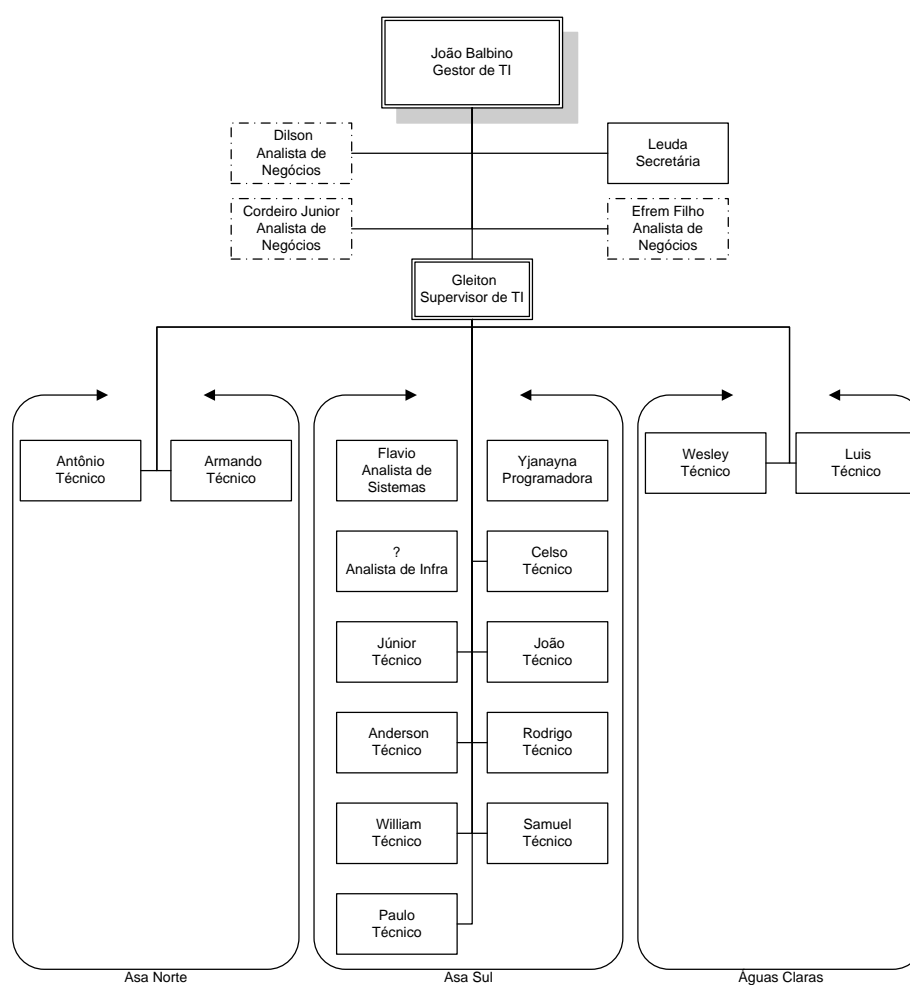 João Balbino
Gestor de TI
Dilson
Analista de
Negócios
Leuda
Secretária
Cordeiro Junior
Analista de
Negócios
Efrem Filho
Analista de
Negócios
Gleiton
Supervisor de TI
Antônio
Técnico
Armando
Técnico
Flavio
Analista de
Sistemas
Yjanayna
Programadora
Wesley
Técnico
Luis
Técnico
?
Analista de Infra
Celso
Técnico
Júnior
Técnico
João
Técnico
Anderson
Técnico
Rodrigo
Técnico
William
Técnico
Samuel
Técnico
Paulo
Técnico
Asa Norte
Asa Sul
Águas Claras